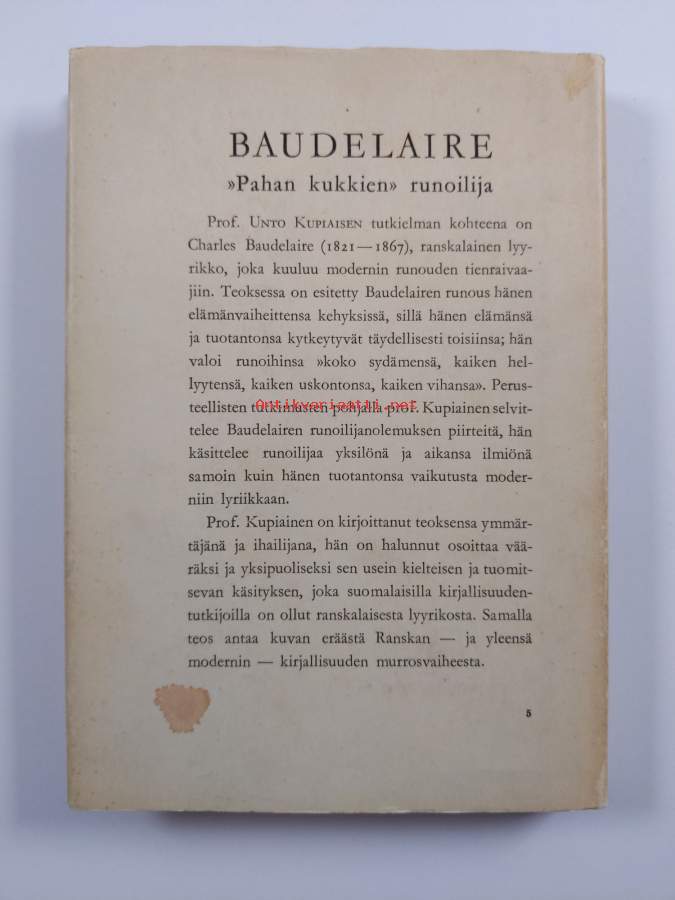 BAUDELAIRE
»Pahan kukkien» runoilija
Prof. UNTO KUPIAISEN tutkielman kohteena on
Charles Baudelaire (1821—1867), ranskalainen lyy-
rikko, joka kuuluu modernin runouden tienraivaa-
jiin. Teoksessa on esitetty Baudelairen runous hänen
elämänvaiheittensa kehyksissä, sillä hänen elämänsä
ja tuotantonsa kytkeytyvät täydellisesti toisiinsa; hän
valoi runoihinsa »koko sydämensä, kaiken hel-
lyytensä, kaiken uskontonsa, kaiken vihansa». Perus-
teellisten tutkimusten pohjalla prof. Kupiainen selvit-
Antikvariaatti.net
telee Baudelairen runoilijanolemuksen piirteitä, hän
käsittelee runoilijaa yksilönä ja aikansa ilmiönä
samoin kuin hänen tuotantonsa vaikutusta moder-
niin lyriikkaan.
Prof. Kupiainen on kirjoittanut teoksensa ymmär-
täjänä ja ihailijana, hän on halunnut osoittaa vää-
räksi ja yksipuoliseksi sen usein kielteisen ja tuomit-
sevan käsityksen, joka suomalaisilla kirjallisuuden-
tutkijoilla on ollut ranskalaisesta lyyrikosta. Samalla
teos antaa kuvan eräästä Ranskan — ja yleensä
modernin — kirjallisuuden murrosvaiheesta.
5